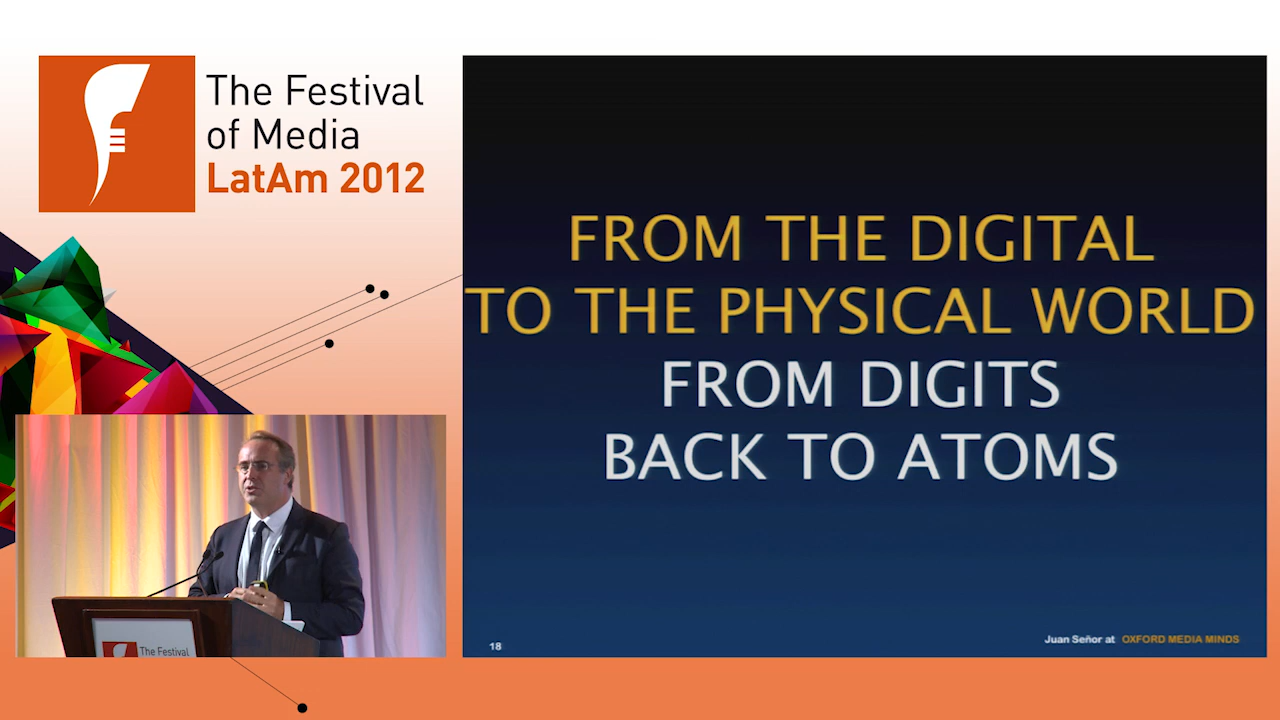 The Festival
of Media
LatAm 2012
FROM THE DIGITAL
TO THE PHYSICAL WORLD
FROM DIGITS
BACK TO ATOMS
18
Juan Señor at OXFORD MEDIA MINDS
The Festival